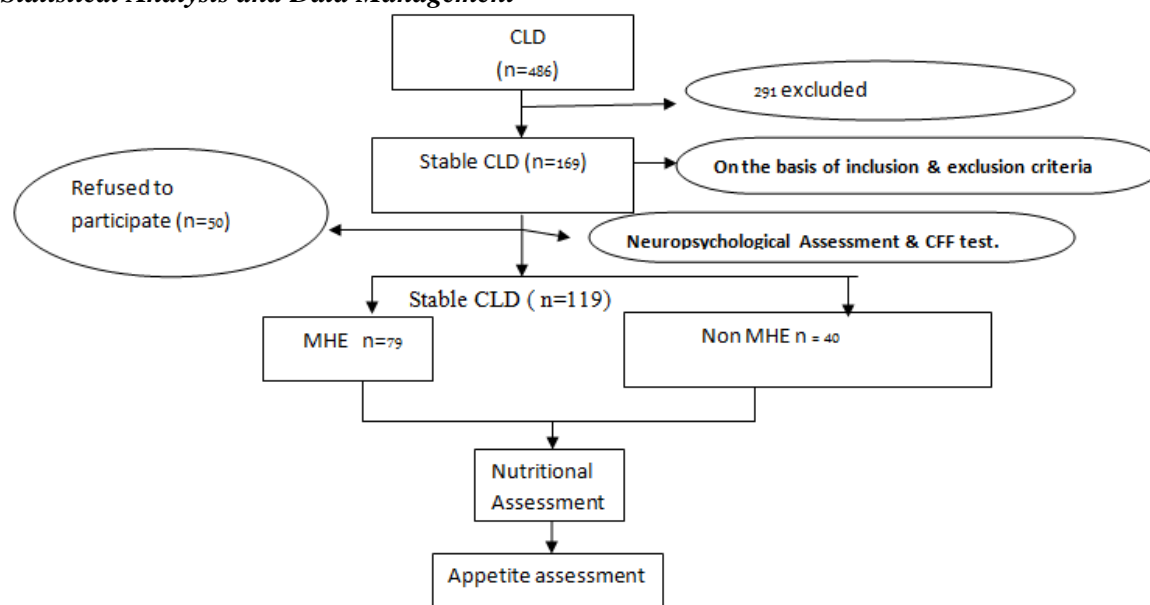 Statistical Analysis and Data Management
CLD
(n=486)
291 excluded
Stable CLD (n=169)
On the basis of inclusion & exclusion criteria
Refused to
participate (n=50)
Neuropsychological Assessment & CFF test.
Stable CLD ( n=119)
MHE n=79
Non MHE n = 40
Nutritional
Assessment
Appetite assessment